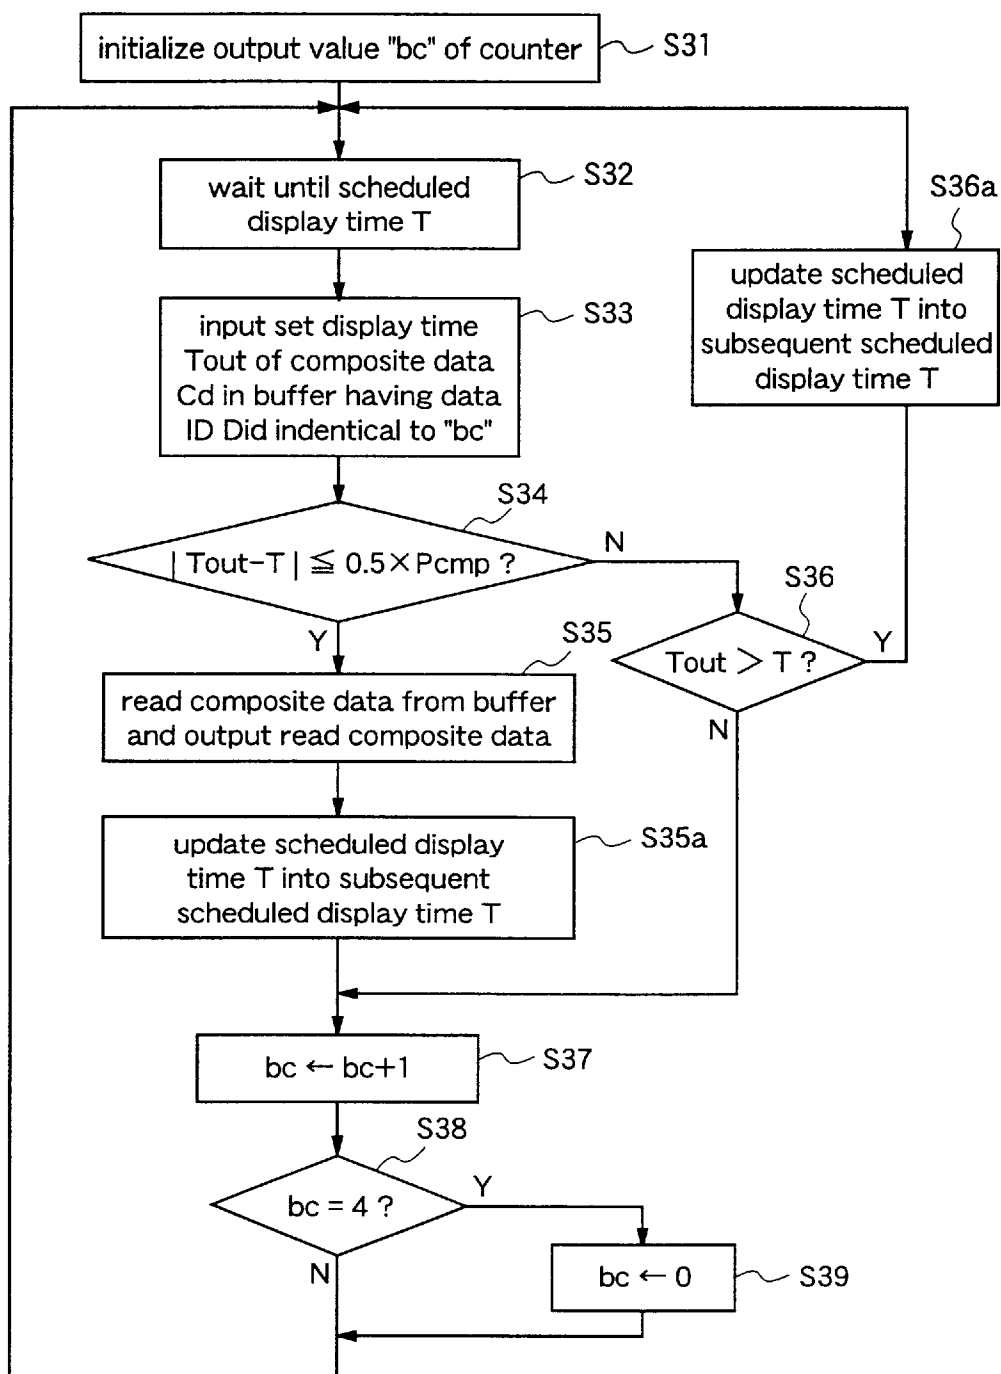 initialize output value "bc" of counter
S31
wait until scheduled
display time T
S32
S36a
update scheduled
display time T into
subsequent scheduled
display time T
input set display time
Tout of composite data
Cd in buffer having data
ID Did indentical to "bc"
S33
S34
| Tout-T | ≦ 0.5×Pcmp ?
N
Y
S36
Tout > T ?
Y
N
S35
read composite data from buffer
and output read composite data
S35a
update scheduled display
time T into subsequent
scheduled display time T
bc ← bc+1
S37
S38
bc = 4 ?
Y
N
bc ← 0
S39